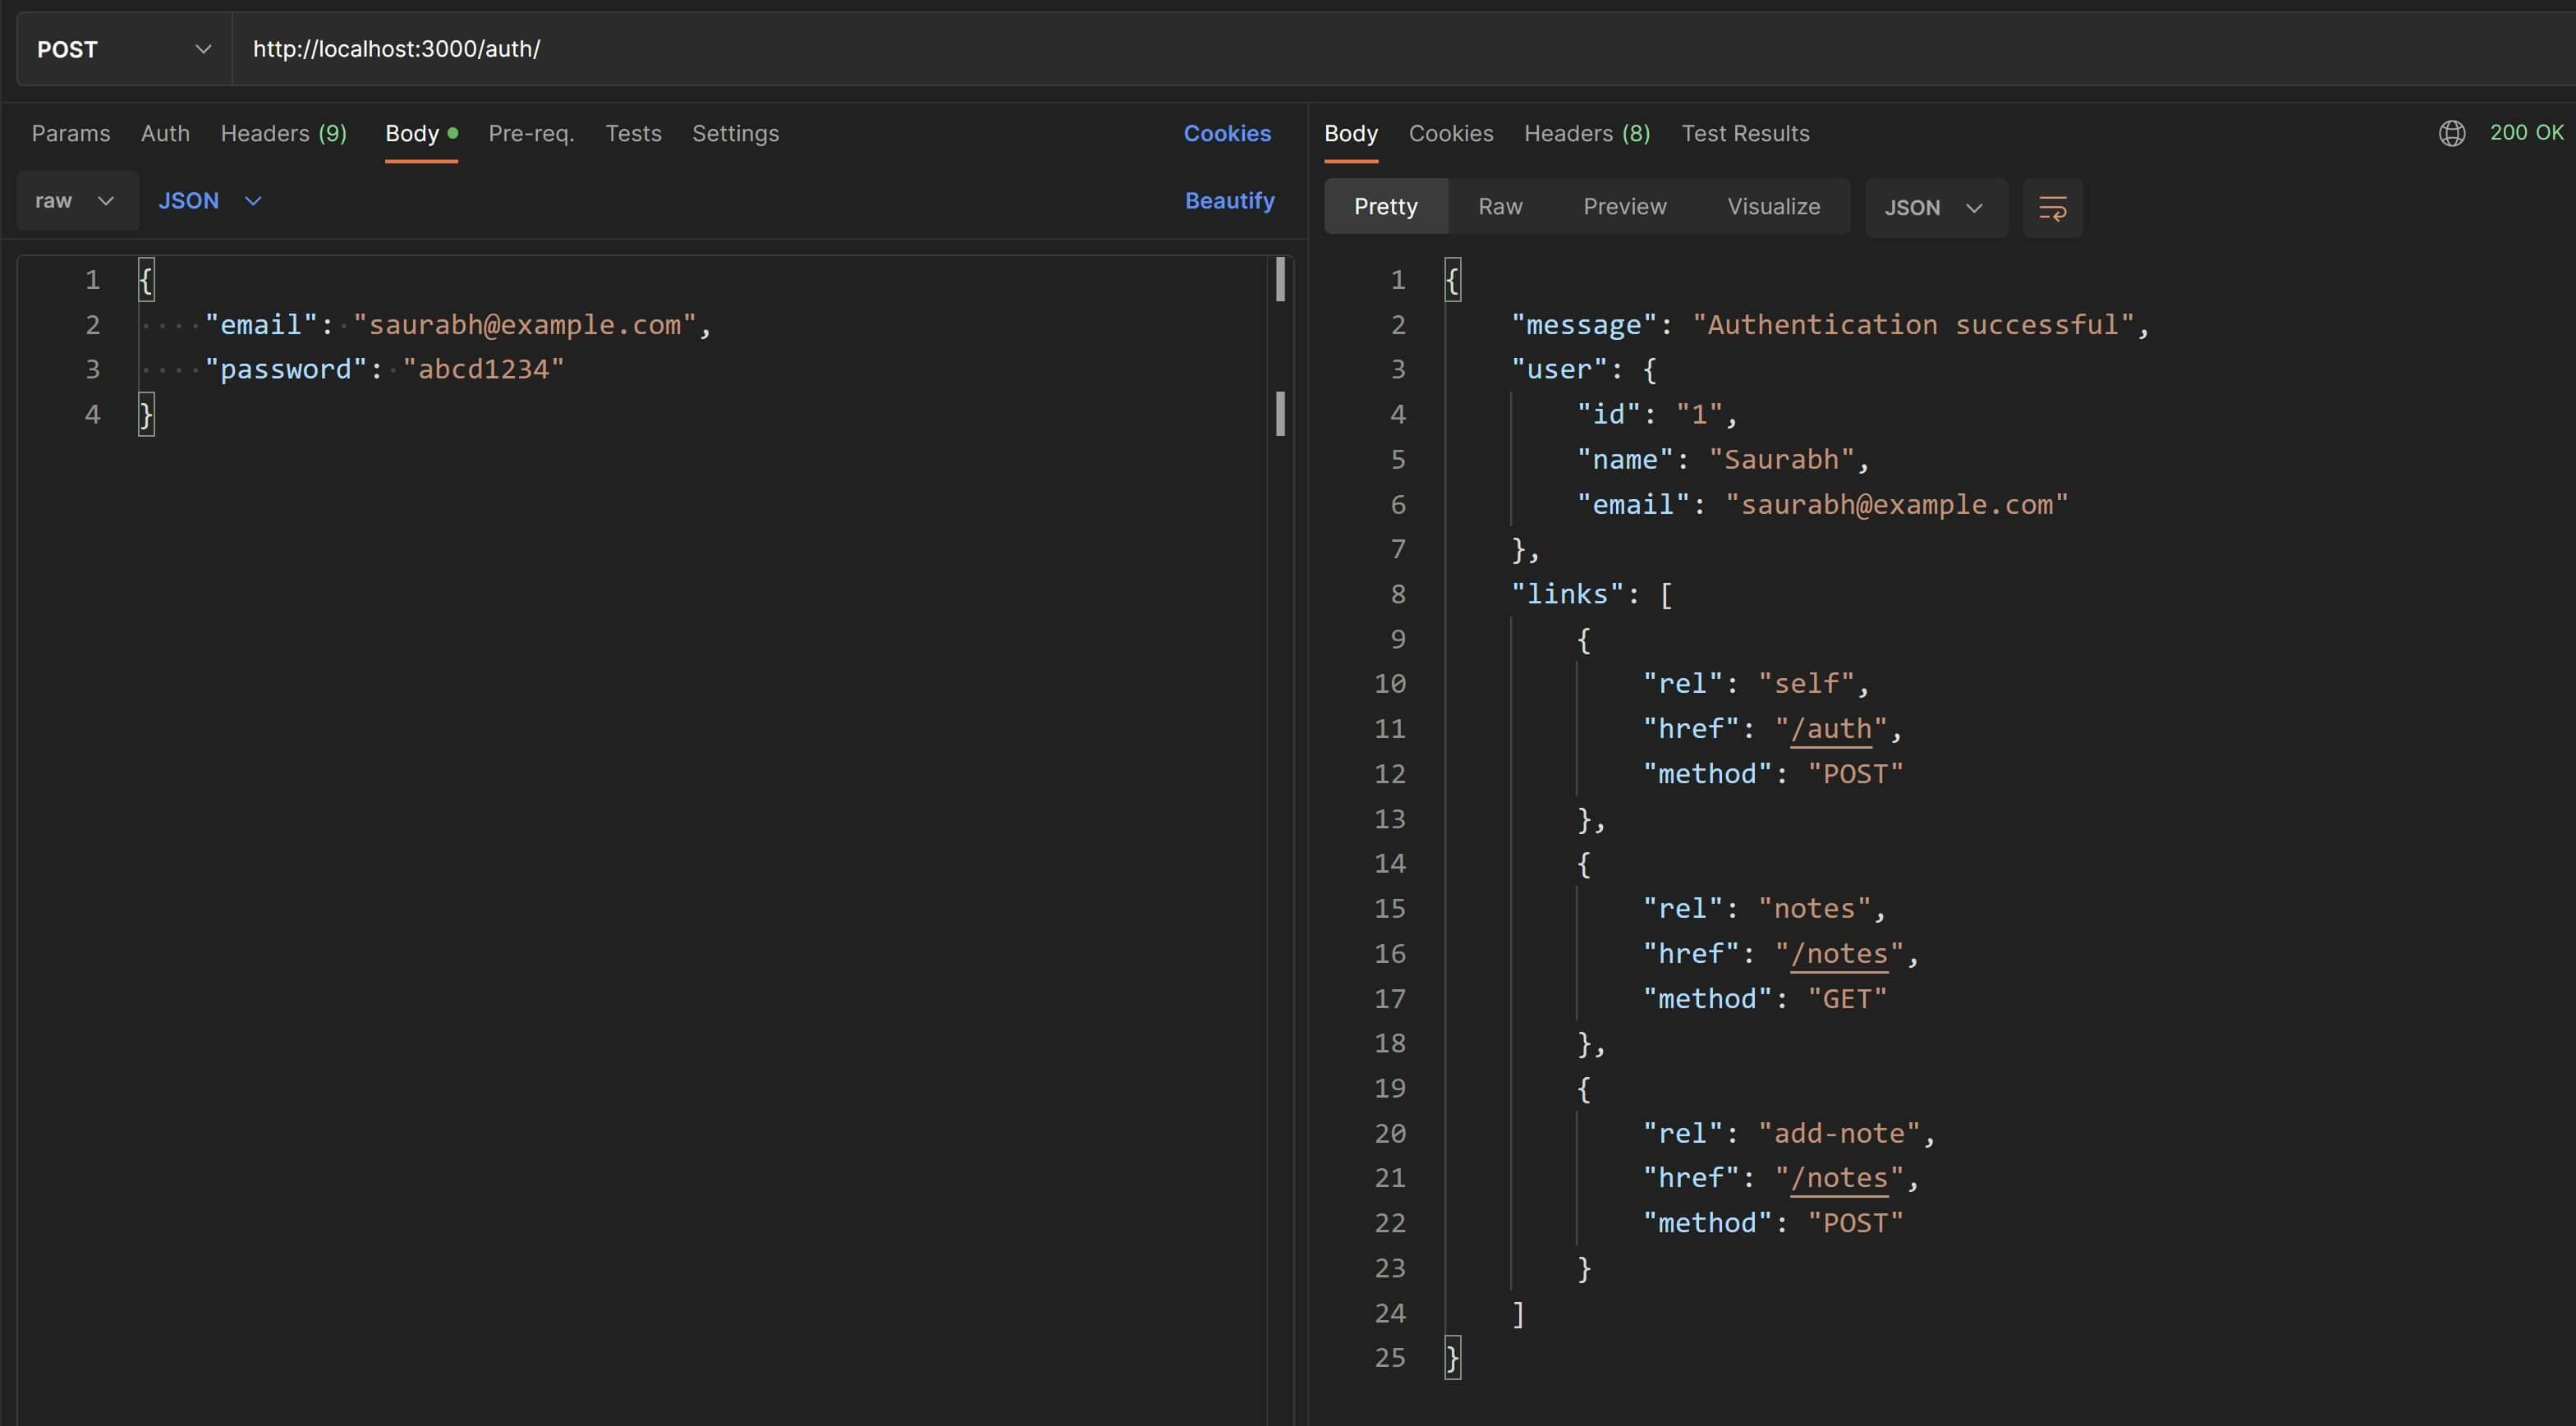 POST http://localhost:3000/auth/
Params Auth Headers (9) Body Pre-req. Tests Settings Cookies
raw JSON Beautify
1 {
2 "email": "saurabh@example.com",
3 "password": "abcd1234"
4 }
Body Cookies Headers (8) Test Results 200 OK
Pretty Raw Preview Visualize JSON
1 {
2 "message": "Authentication successful",
3 "user": {
4 "id": "1",
5 "name": "Saurabh",
6 "email": "saurabh@example.com"
7 },
8 "links": [
9 {
10 "rel": "self",
11 "href": "/auth",
12 "method": "POST"
13 },
14 {
15 "rel": "notes",
16 "href": "/notes",
17 "method": "GET"
18 },
19 {
20 "rel": "add-note",
21 "href": "/notes",
22 "method": "POST"
23 }
24 ]
25 }